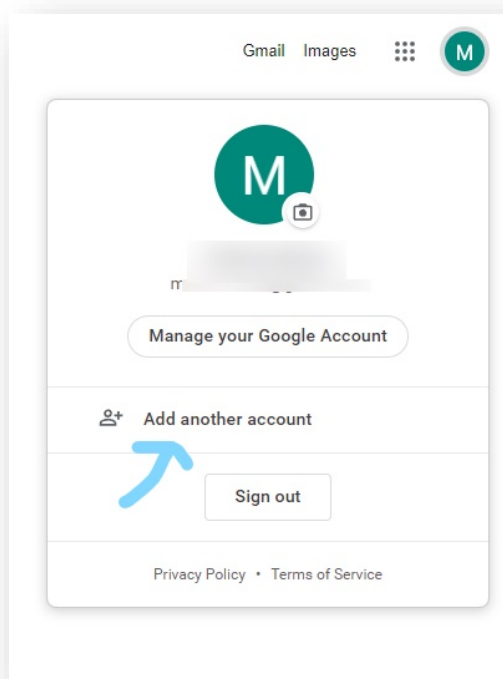 Gmail Images M
M
m
Manage your Google Account
Add another account
Sign out
Privacy Policy • Terms of Service